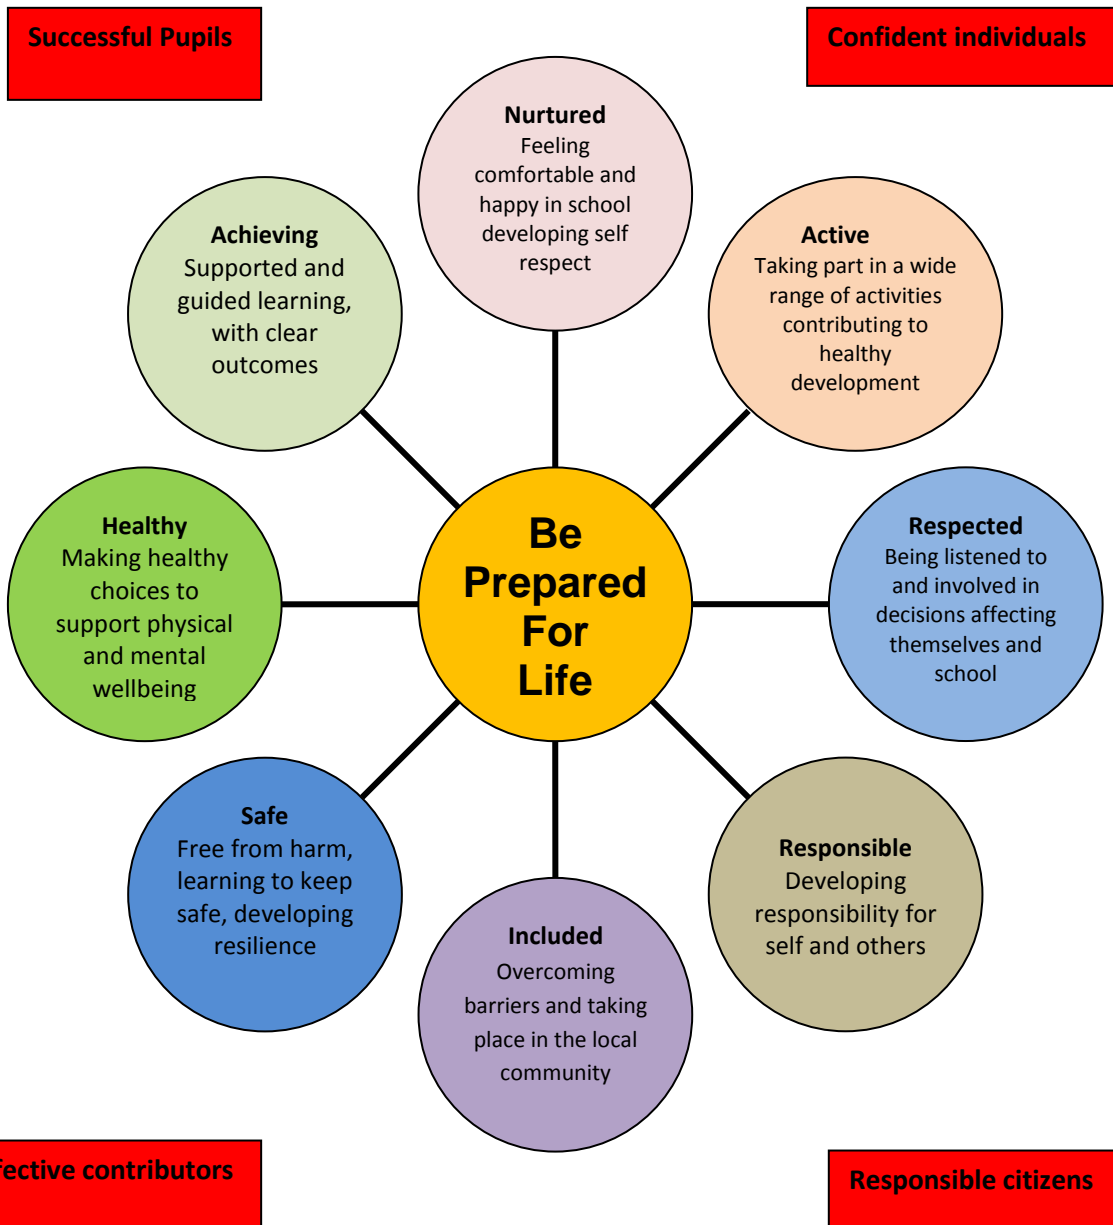 Successful Pupils
Confident individuals
Nurtured
Feeling
comfortable and
happy in school
developing self
respect
Achieving
Supported and
guided learning,
with clear
outcomes
Active
Taking part in a wide
range of activities
contributing to
healthy
development
Healthy
Making healthy
choices to
support physical
and mental
wellbeing
Be
Prepared
For
Life
Respected
Being listened to
and involved in
decisions affecting
themselves and
school
Safe
Free from harm,
learning to keep
safe, developing
resilience
Responsible
Developing
responsibility for
self and others
Included
Overcoming
barriers and taking
place in the local
community
fective contributors
Responsible citizens